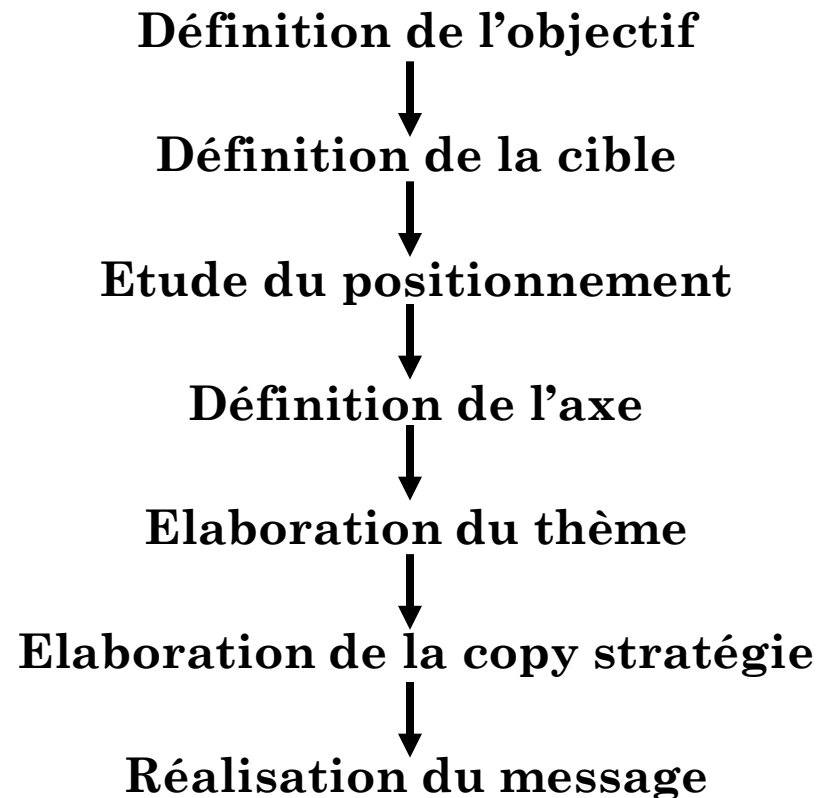 Définition de l’objectif
Définition de la cible
Etude du positionnement
Définition de l’axe
Elaboration du thème
Elaboration de la copy stratégie
Réalisation du message